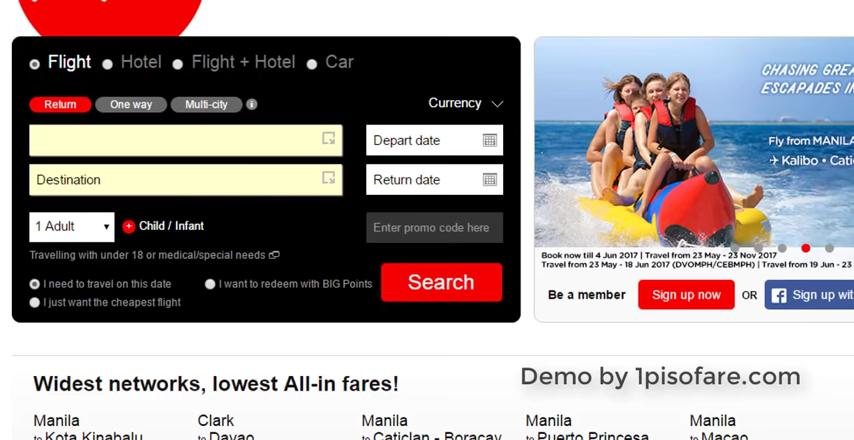 Flight Hotel Flight + Hotel Car
Return One way Multi-city i
Currency
Depart date
Destination
Return date
1 Adult
Child / Infant
Enter promo code here
Travelling with under 18 or medical/special needs
I need to travel on this date
I want to redeem with BIG Points
I just want the cheapest flight
Search
CHASING GREA
ESCAPADES IN
Fly from MANILA
Kalibo • Cati
Book now till 4 Jun 2017 | Travel from 23 May - 23 Nov 2017
Travel from 23 May - 18 Jun 2017 (DVOMPH/CEBMPH) | Travel from 19 Jun - 23
Be a member Sign up now OR f Sign up wit
Widest networks, lowest All-in fares!
Demo by 1pisofare.com
Manila Clark Manila Manila Manila
to Kota Kinabalu to Davao to Caticlan - Boracay to Puerto Princesa to Macao